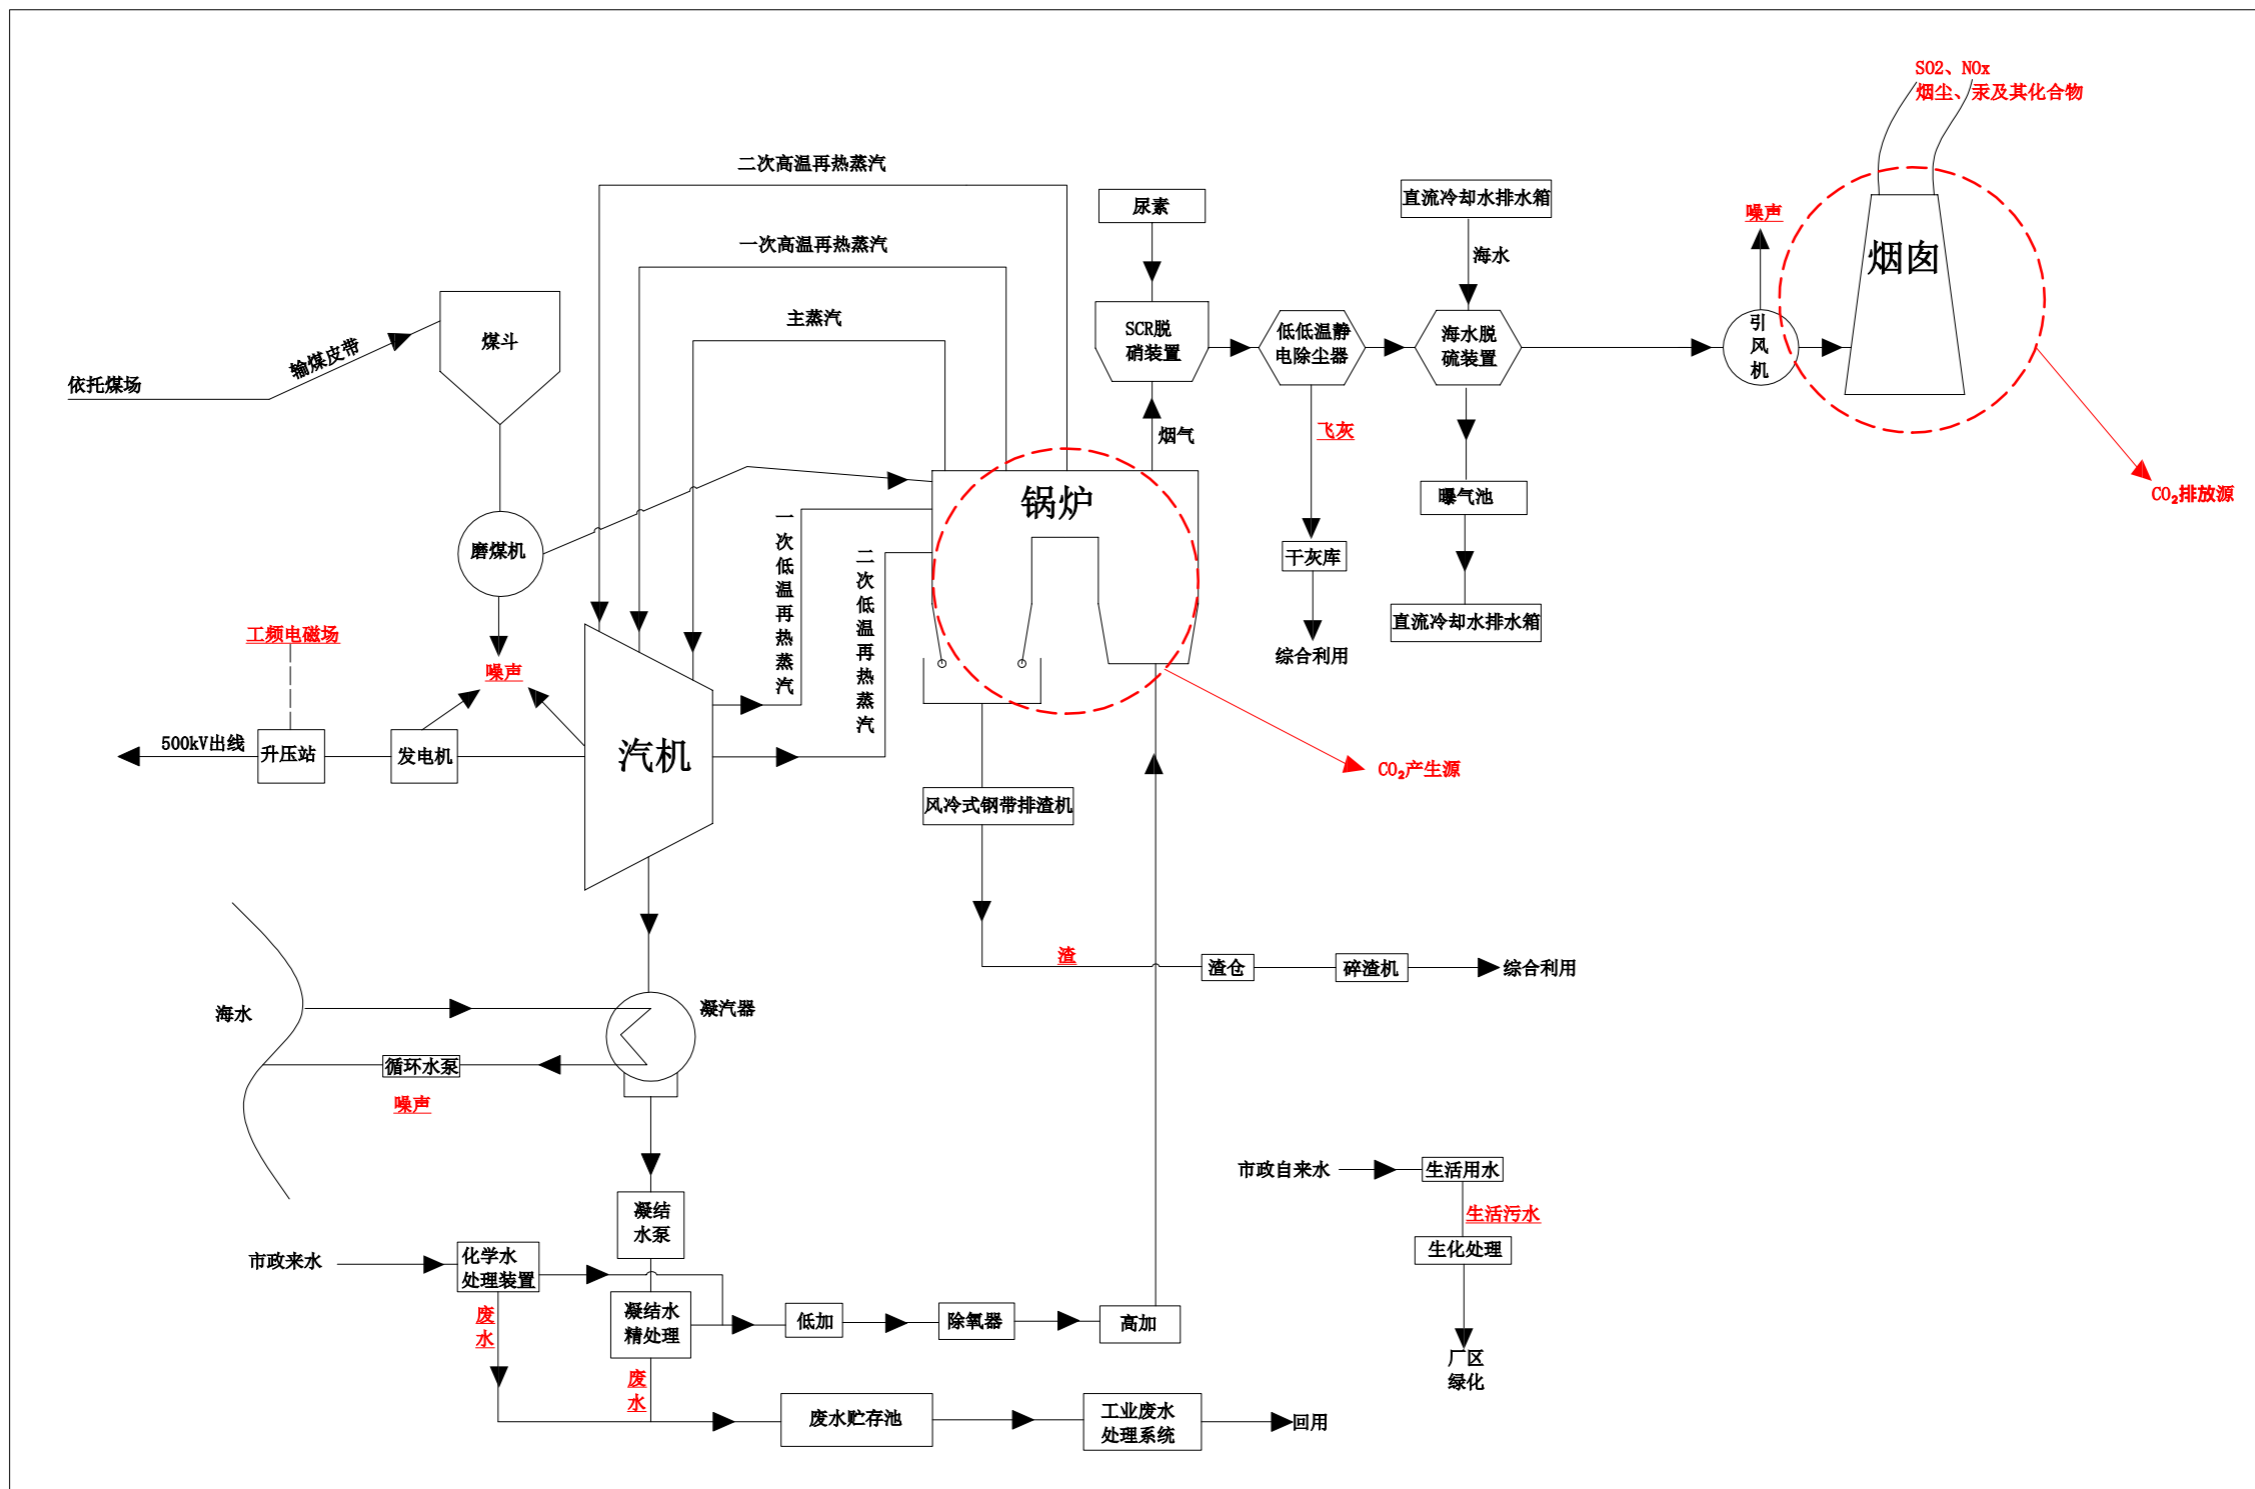 SO2、NOx
烟尘、汞及其化合物
二次高温再热蒸汽
尿素
直流冷却水排水箱
噪声
一次高温再热蒸汽
海水
烟囱
主蒸汽
煤斗
SCR脱
硝装置
低低温静
电除尘器
海水脱
硫装置
引风机
输煤皮带
依托煤场
烟气
飞灰
CO₂排放源
锅炉
曝气池
磨煤机
一次低温再热蒸汽
二次低温再热蒸汽
干灰库
直流冷却水排水箱
工频电磁场
噪声
综合利用
500kV出线
升压站
发电机
汽机
CO₂产生源
风冷式钢带排渣机
渣
渣仓
碎渣机
综合利用
海水
凝汽器
循环水泵
噪声
市政自来水
生活用水
生活污水
凝结
水泵
生化处理
市政来水
化学水
处理装置
废水
凝结水
精处理
低加
除氧器
高加
厂区
绿化
废水
废水贮存池
工业废水
处理系统
回用